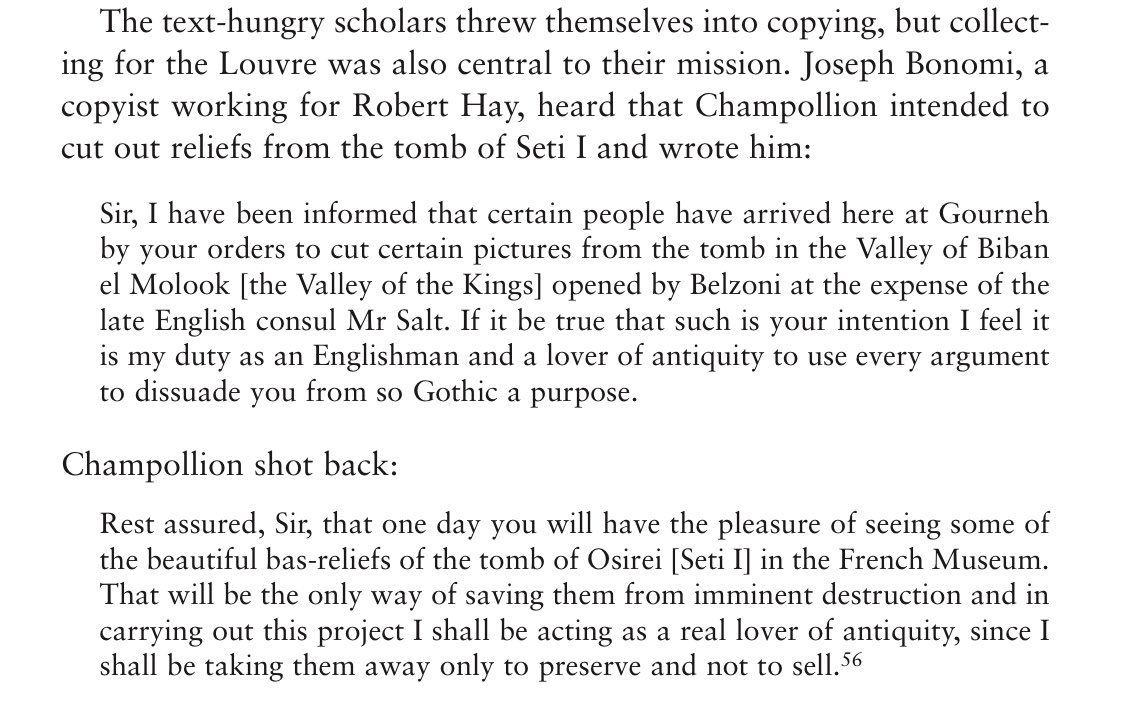 The text-hungry scholars threw themselves into copying, but collect-
ing for the Louvre was also central to their mission. Joseph Bonomi, a
copyist working for Robert Hay, heard that Champollion intended to
cut out reliefs from the tomb of Seti I and wrote him:
Sir, I have been informed that certain people have arrived here at Gourneh
by your orders to cut certain pictures from the tomb in the Valley of Biban
el Molook [the Valley of the Kings] opened by Belzoni at the expense of the
late English consul Mr Salt. If it be true that such is your intention I feel it
is my duty as an Englishman and a lover of antiquity to use every argument
to dissuade you from so Gothic a purpose.
Champollion shot back:
Rest assured, Sir, that one day you will have the pleasure of seeing some of
the beautiful bas-reliefs of the tomb of Osirei [Seti I] in the French Museum.
That will be the only way of saving them from imminent destruction and in
carrying out this project I shall be acting as a real lover of antiquity, since I
shall be taking them away only to preserve and not to sell.56